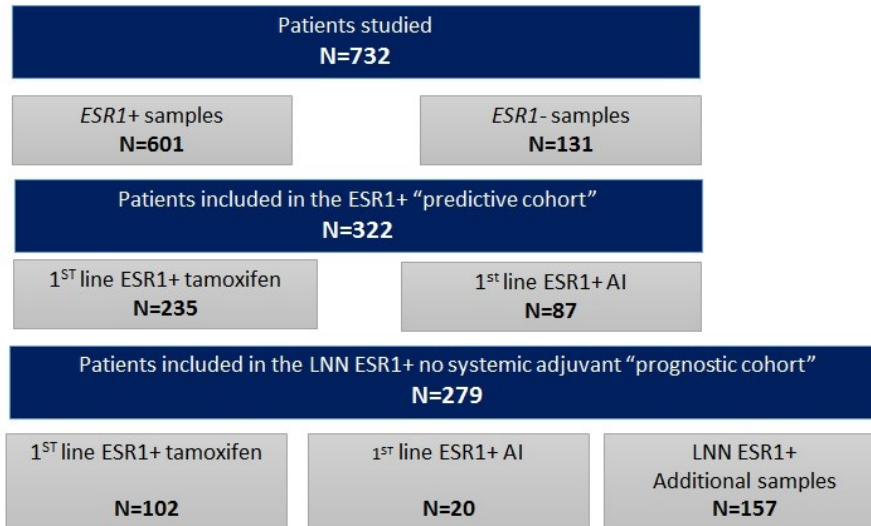 Patients studied
N=732
ESR1+ samples
N=601
ESR1- samples
N=131
Patients included in the ESR1+ “predictive cohort”
N=322
1ST line ESR1+ tamoxifen
N=235
1st line ESR1+ AI
N=87
Patients included in the LNN ESR1+ no systemic adjuvant “prognostic cohort”
N=279
1ST line ESR1+ tamoxifen
N=102
1ST line ESR1+ AI
N=20
LNN ESR1+
Additional samples
N=157